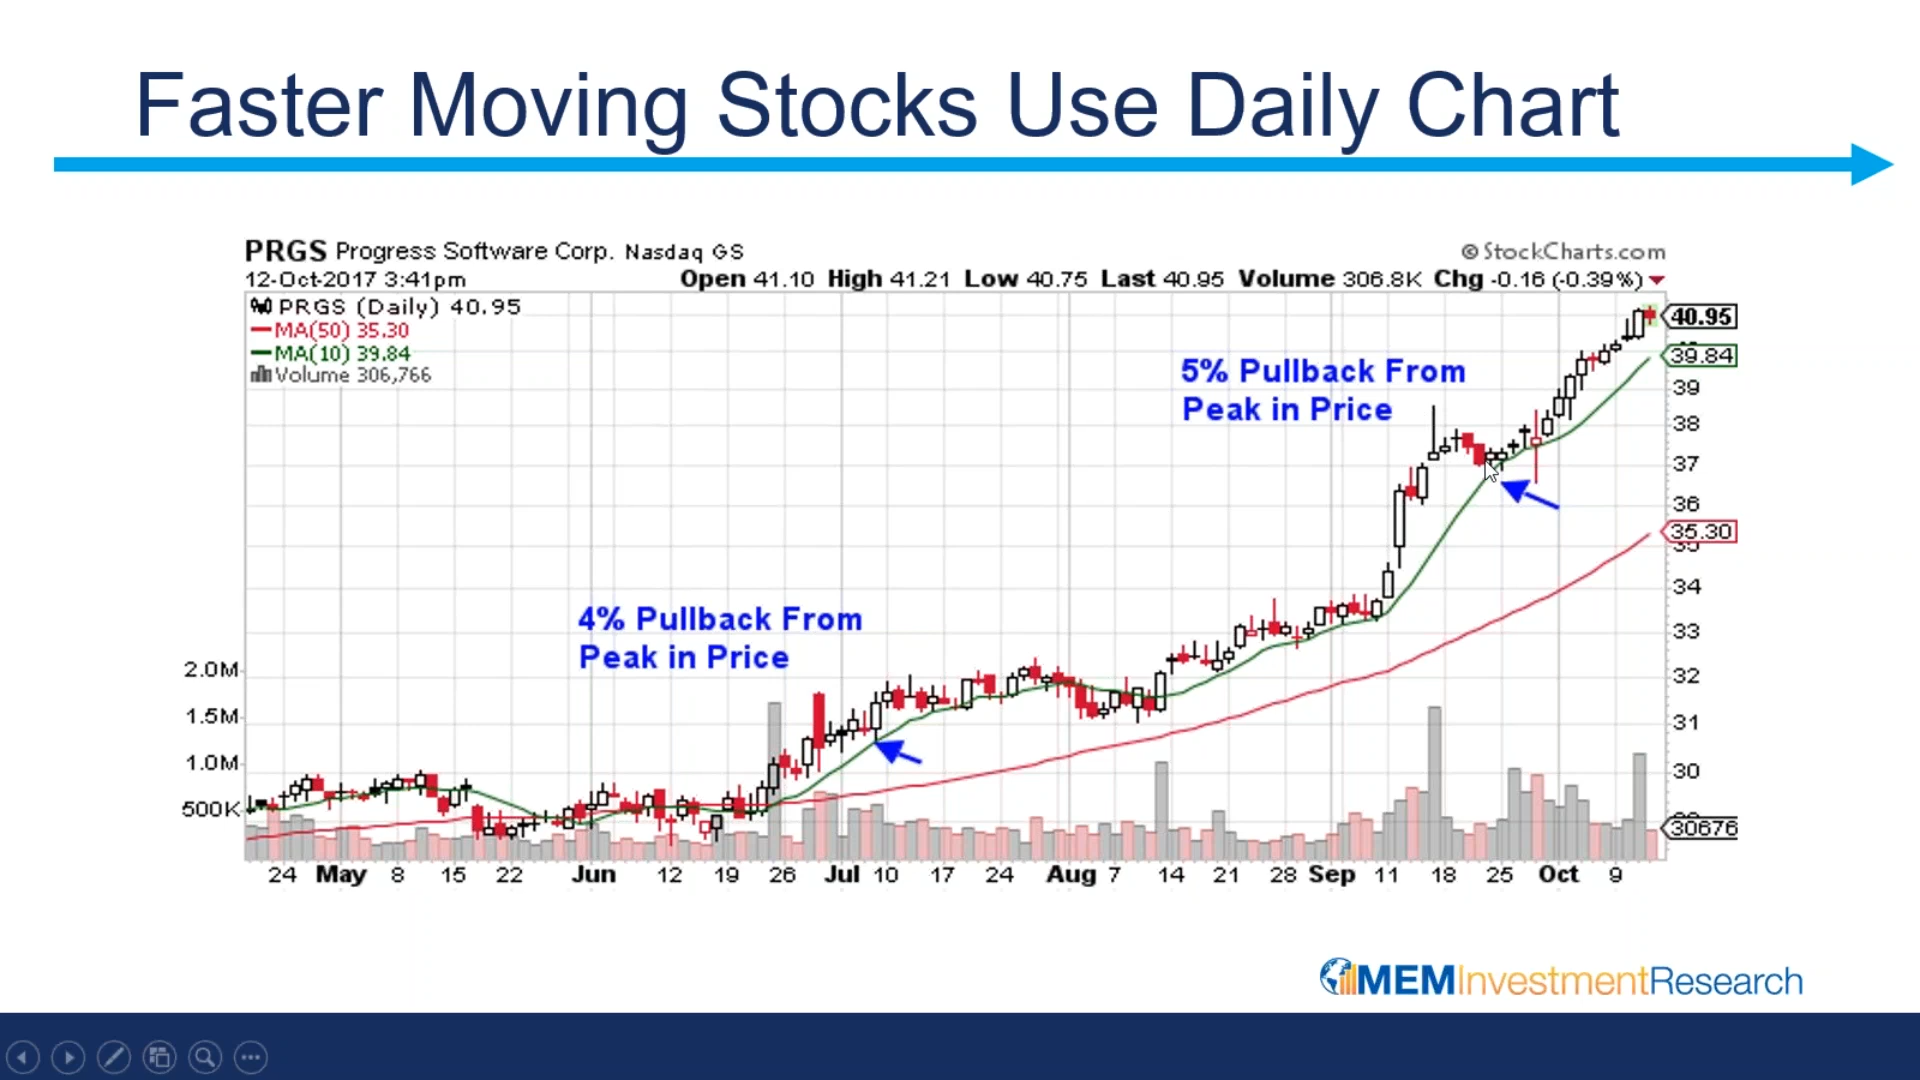 Faster Moving Stocks Use Daily Chart
PRGS Progress Software Corp. Nasdaq GS
© StockCharts.com
12-Oct-2017 3:41pm
Open 41.10 High 41.21 Low 40.75 Last 40.95 Volume 306.8K Chg -0.16 (-0.39%)
PRGS (Daily) 40.95
MA(50) 35.30
MA(10) 39.84
Volume 306,766
5% Pullback From
Peak in Price
4% Pullback From
Peak in Price
40.95
39.84
39
38
37
36
35.30
35
34
33
32
31
30
30676
2.0M
1.5M
1.0M
500K
24 May 8 15 22 Jun 12 19 26 Jul 10 17 24 Aug 7 14 21 28 Sep 11 18 25 Oct 9
MEMInvestmentResearch